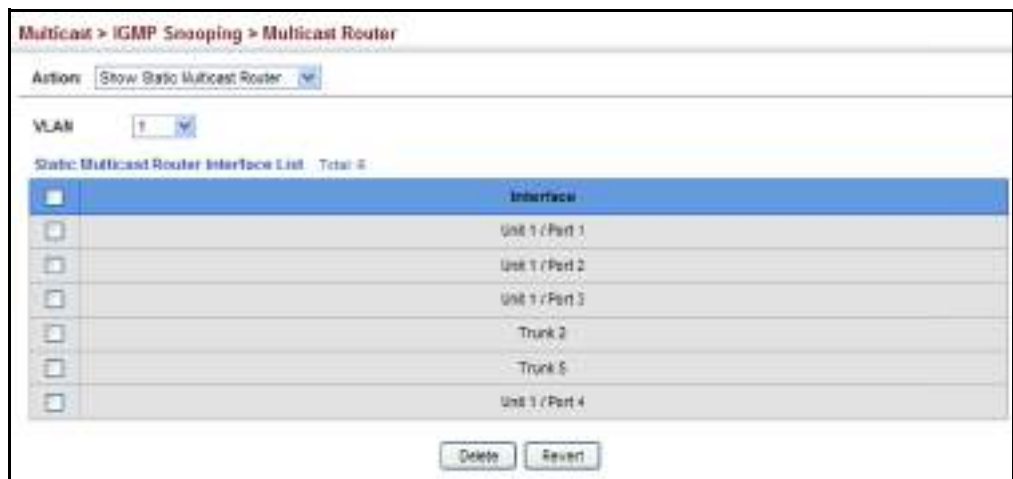 Multicast > IGMP Snooping > Multicast Router
Action: Show Static Multicast Router
VLAN 1
Static Multicast Router Interface List Total: 6
Interface
Unit 1 / Port 1
Unit 1 / Port 2
Unit 1 / Port 3
Trunk 2
Trunk 5
Unit 1 / Port 4
Delete Revert